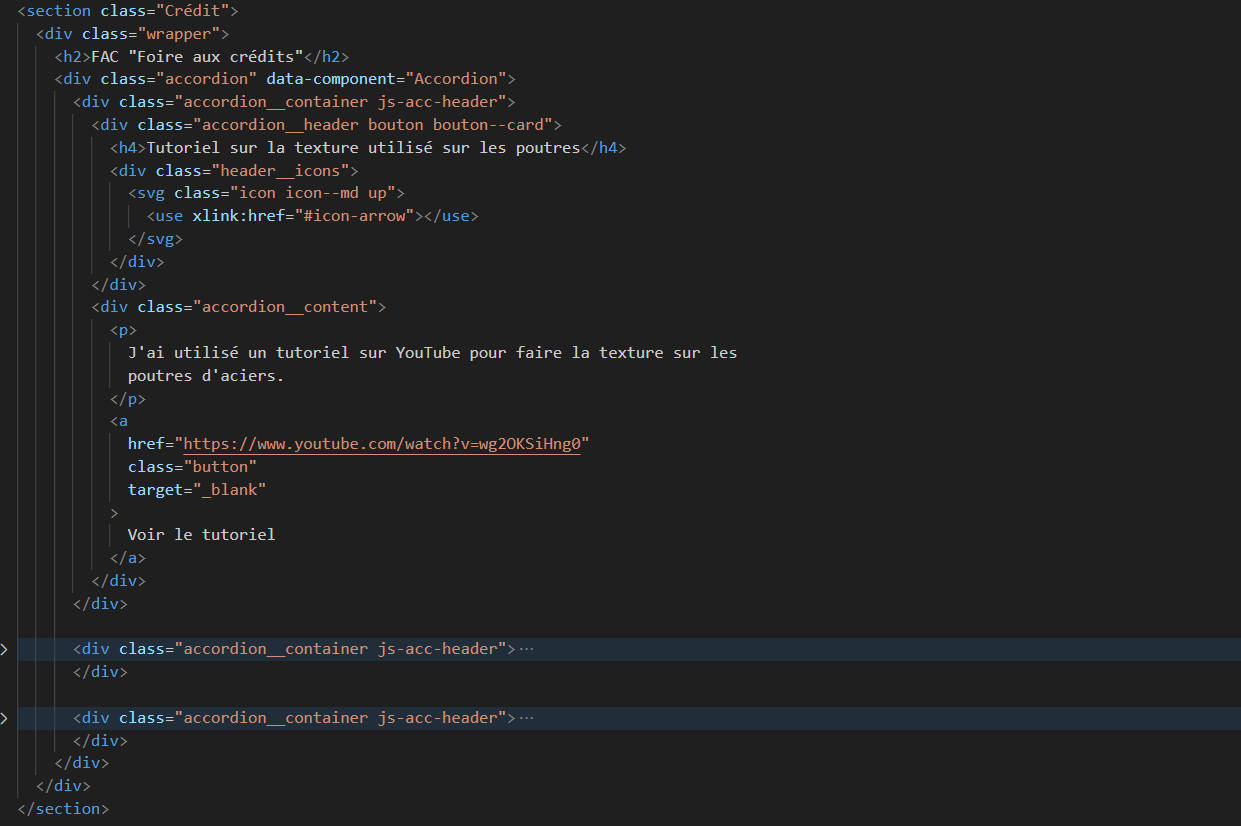 <section class="Crédit">
<div class="wrapper">
<h2>FAC "Foire aux crédits"</h2>
<div class="accordion" data-component="Accordion">
<div class="accordion__container js-acc-header">
<div class="accordion__header bouton bouton--card">
<h4>Tutoriel sur la texture utilisé sur les poutres</h4>
<div class="header__icons">
<svg class="icon icon--md up">
<use xlink:href="#icon-arrow"></use>
</svg>
</div>
</div>
<div class="accordion__content">
<p>
J'ai utilisé un tutoriel sur YouTube pour faire la texture sur les
poutres d'aciers.
</p>
<a
href="https://www.youtube.com/watch?v=wg2OKSiHng0"
class="button"
target="_blank"
>
Voir le tutoriel
</a>
</div>
</div>
<div class="accordion__container js-acc-header">···
</div>
<div class="accordion__container js-acc-header">···
</div>
</div>
</div>
</section>